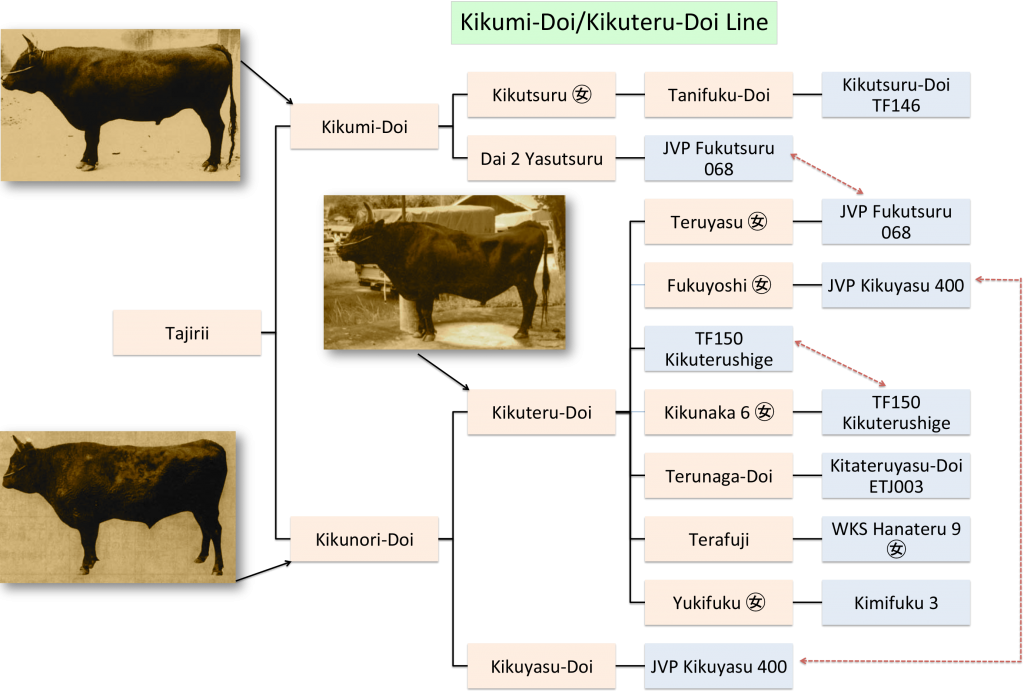 Kikumi-Doi/Kikuteru-Doi Line
Kikutsuru ㊛
Tanifuku-Doi
Kikutsuru-Doi
TF146
Kikumi-Doi
Dai 2 Yasutsuru
JVP Fukutsuru
068
Teruyasu ㊛
JVP Fukutsuru
068
Fukuyoshi ㊛
JVP Kikuyasu 400
Tajirii
TF150
Kikuterushige
Kikuteru-Doi
Kikunaka 6 ㊛
TF150
Kikuterushige
Terunaga-Doi
Kitateruyasu-Doi
ETJ003
Kikunori-Doi
Terafuji
WKS Hanateru 9
㊛
Yukifuku ㊛
Kimifuku 3
Kikuyasu-Doi
JVP Kikuyasu 400